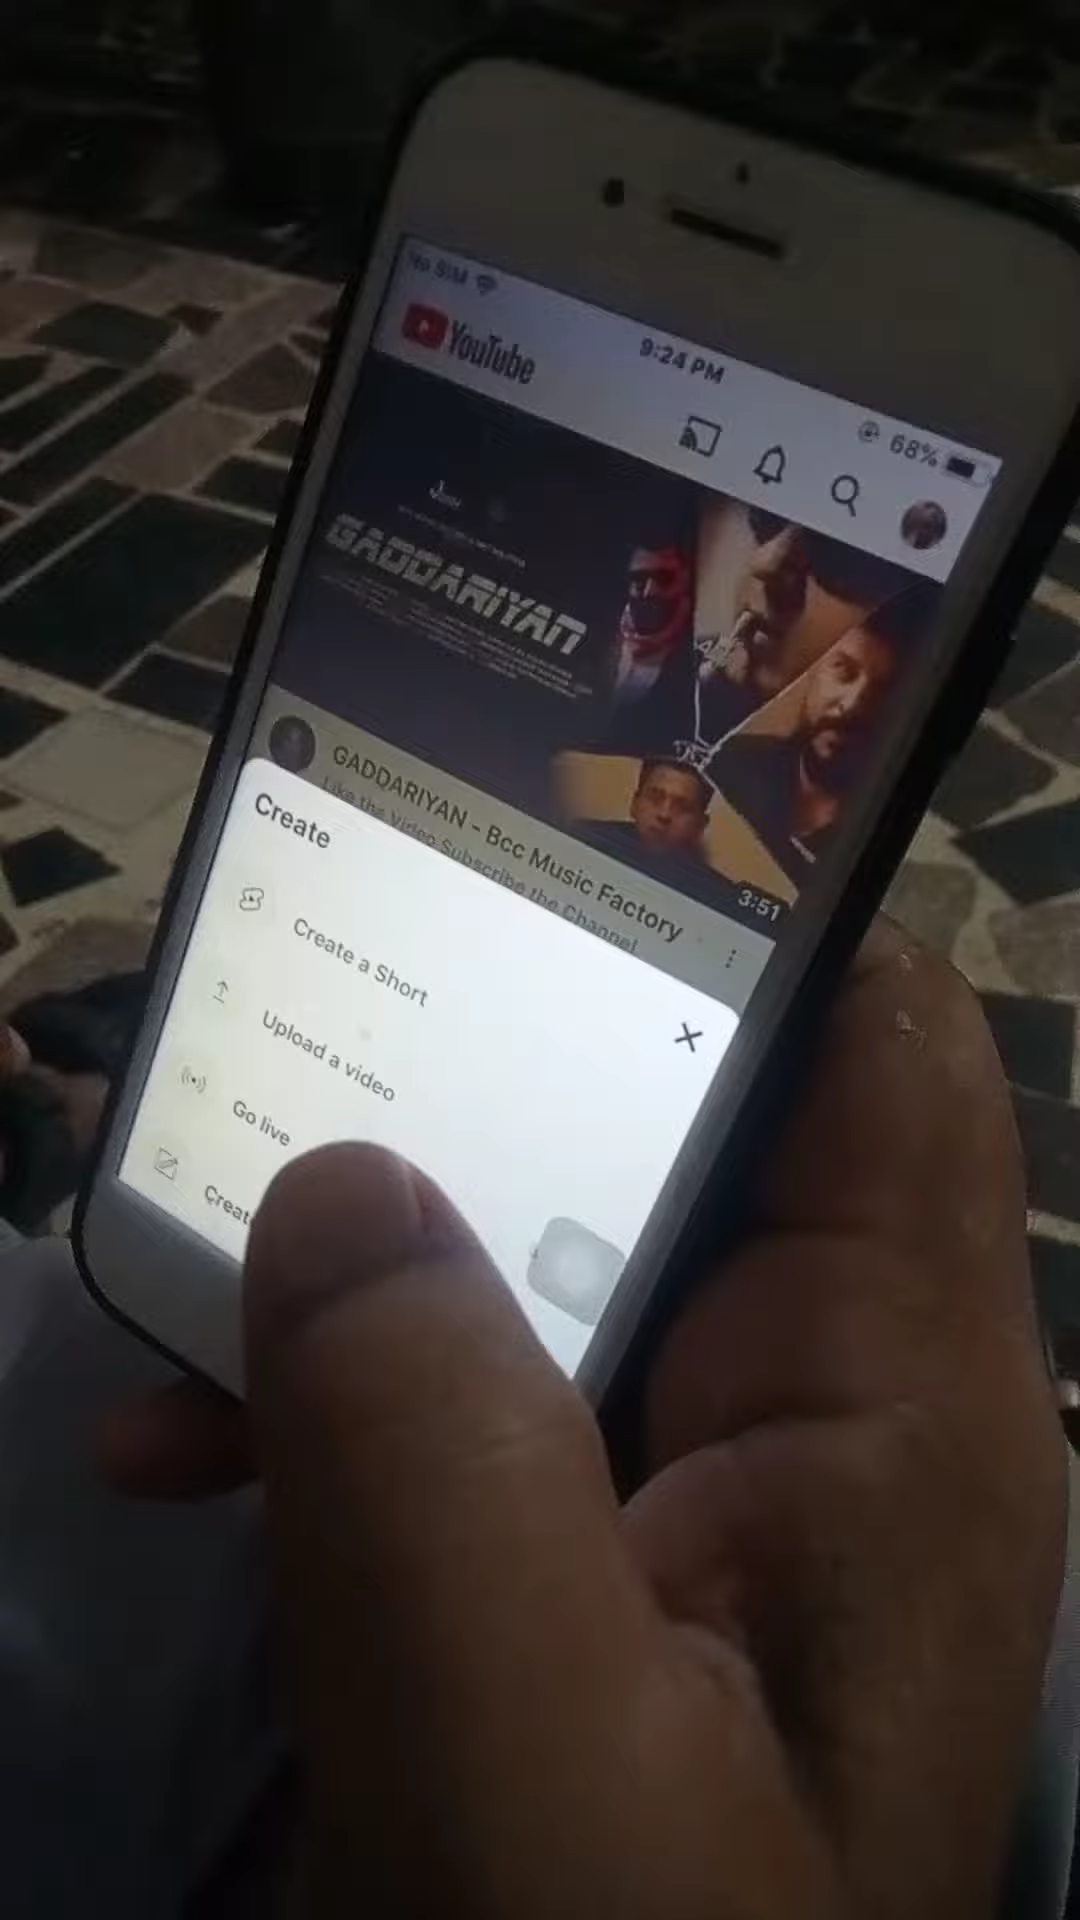 No SIM
9:24 PM
68%
YouTube
GADDARIYAN
3:51
GADDARIYAN - Bcc Music Factory
Like the Video Subscribe the Channel
Create
Create a Short
Upload a video
Go live